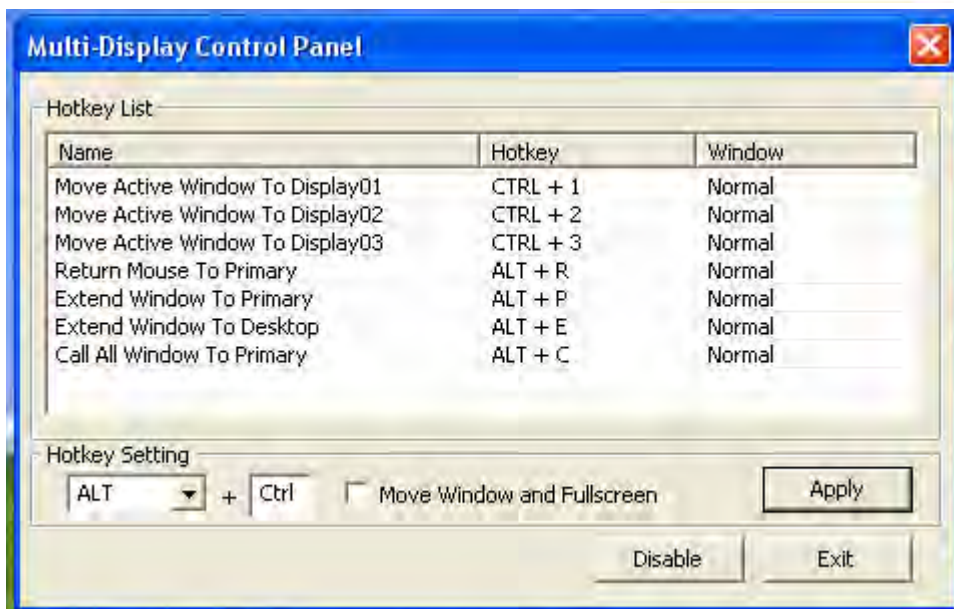 Multi-Display Control Panel
Hotkey List
Name Hotkey Window
Move Active Window To Display01 CTRL + 1 Normal
Move Active Window To Display02 CTRL + 2 Normal
Move Active Window To Display03 CTRL + 3 Normal
Return Mouse To Primary ALT + R Normal
Extend Window To Primary ALT + P Normal
Extend Window To Desktop ALT + E Normal
Call All Window To Primary ALT + C Normal
Hotkey Setting
ALT + Ctrl Move Window and Fullscreen Apply
Disable Exit